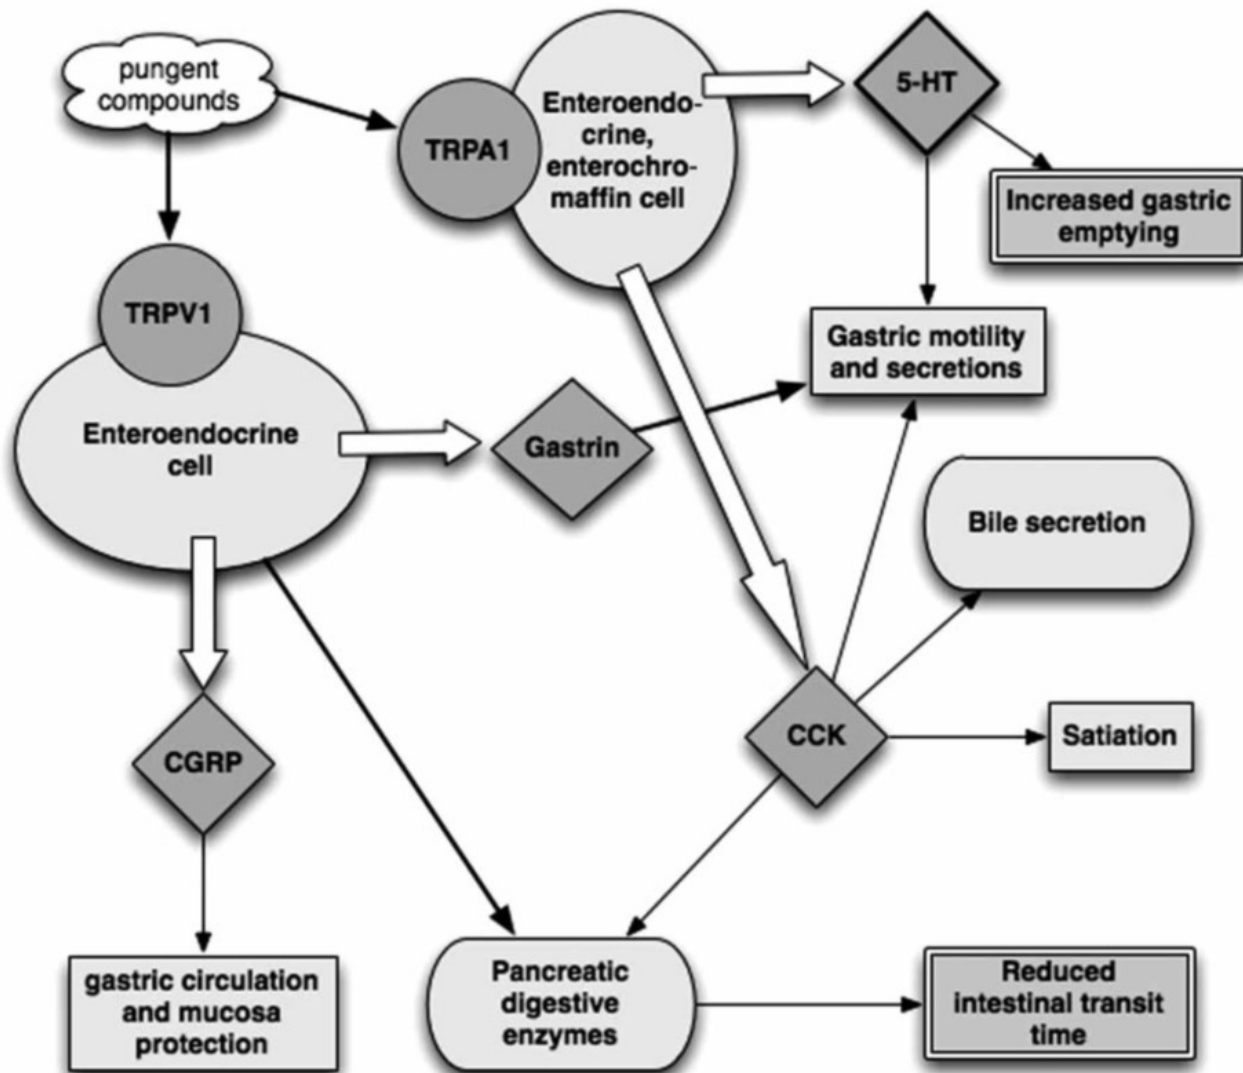 pungent
compounds
TRPA1
Enteroendo-
crine,
enterochro-
maffin cell
5-HT
Increased gastric
emptying
TRPV1
Enteroendocrine
cell
Gastrin
Gastric motility
and secretions
Bile secretion
CGRP
CCK
Satiation
gastric circulation
and mucosa
protection
Pancreatic
digestive
enzymes
Reduced
intestinal transit
time